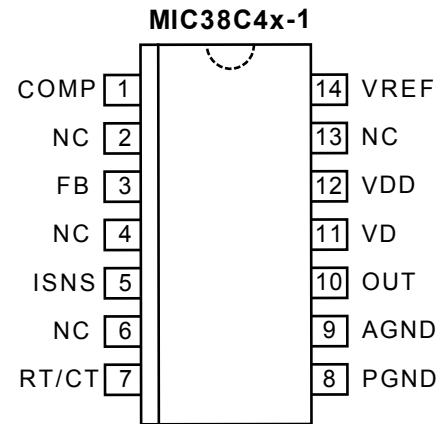 MIC38C4x-1
COMP 1 14 VREF
NC 2 13 NC
FB 3 12 VDD
NC 4 11 VD
ISNS 5 10 OUT
NC 6 9 AGND
RT/CT 7 8 PGND